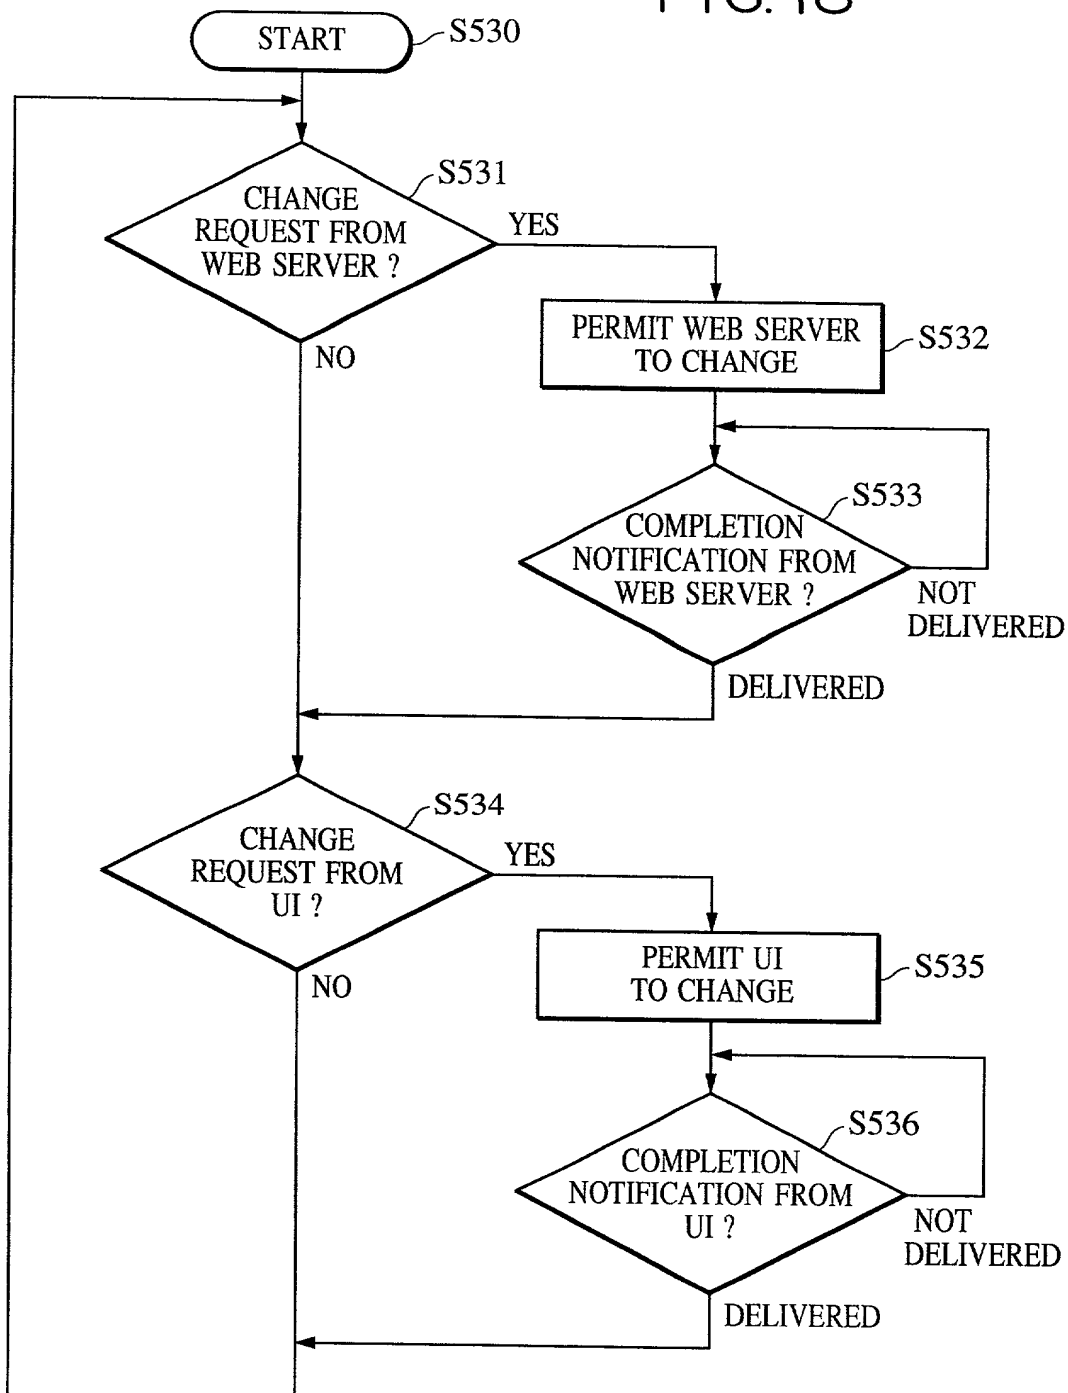 START
S530
S531
CHANGE
REQUEST FROM
WEB SERVER ?
YES
NO
PERMIT WEB SERVER
TO CHANGE
S532
S533
COMPLETION
NOTIFICATION FROM
WEB SERVER ?
NOT
DELIVERED
DELIVERED
S534
CHANGE
REQUEST FROM
UI ?
YES
NO
PERMIT UI
TO CHANGE
S535
S536
COMPLETION
NOTIFICATION FROM
UI ?
NOT
DELIVERED
DELIVERED